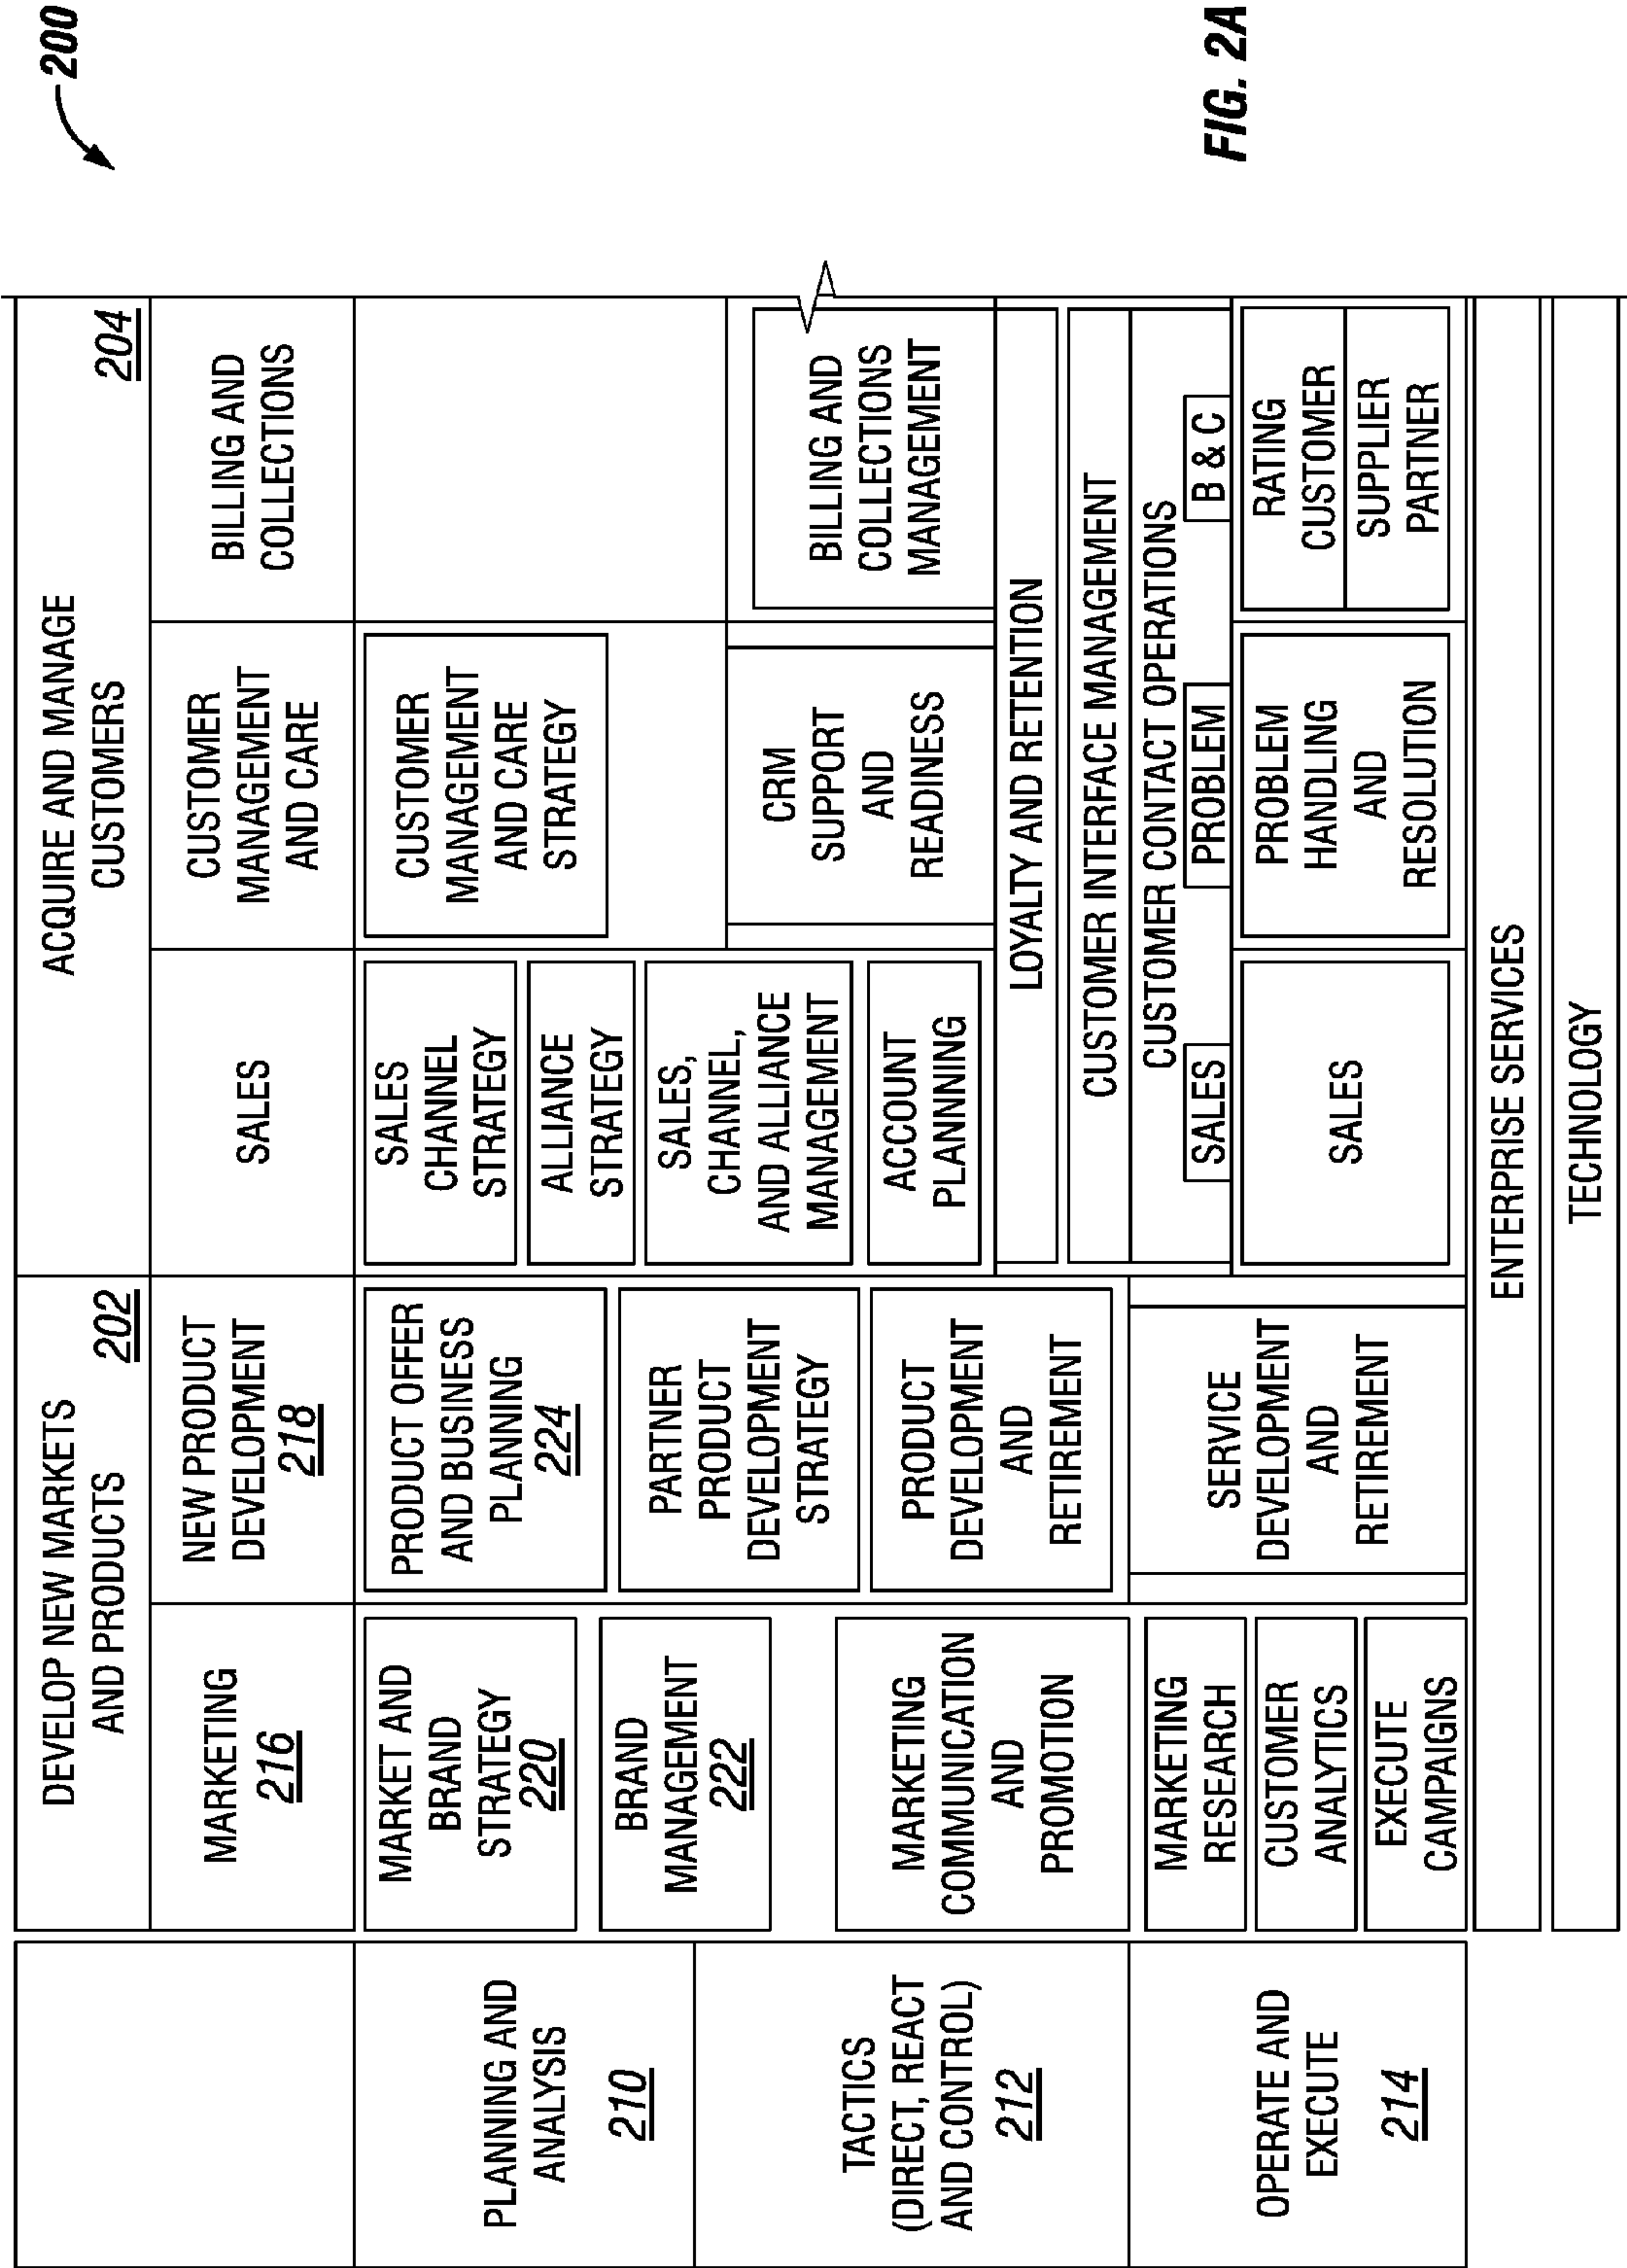 200
DEVELOP NEW MARKETS
AND PRODUCTS
202
ACQUIRE AND MANAGE
CUSTOMERS
204
MARKETING
216
NEW PRODUCT
DEVELOPMENT
218
SALES
CUSTOMER
MANAGEMENT
AND CARE
BILLING AND
COLLECTIONS
PLANNING AND
ANALYSIS
210
MARKET AND
BRAND
STRATEGY
220
BRAND
MANAGEMENT
222
PRODUCT OFFER
AND BUSINESS
PLANNING
224
PARTNER
PRODUCT
DEVELOPMENT
STRATEGY
SALES
CHANNEL
STRATEGY
ALLIANCE
STRATEGY
SALES,
CHANNEL,
AND ALLIANCE
MANAGEMENT
CUSTOMER
MANAGEMENT
AND CARE
STRATEGY
TACTICS
(DIRECT, REACT
AND CONTROL)
212
MARKETING
COMMUNICATION
AND
PROMOTION
PRODUCT
DEVELOPMENT
AND
RETIREMENT
ACCOUNT
PLANNING
CRM
SUPPORT
AND
READINESS
BILLING AND
COLLECTIONS
MANAGEMENT
LOYALTY AND RETENTION
CUSTOMER INTERFACE MANAGEMENT
CUSTOMER CONTACT OPERATIONS
SALES
PROBLEM
B & C
OPERATE AND
EXECUTE
214
MARKETING
RESEARCH
CUSTOMER
ANALYTICS
EXECUTE
CAMPAIGNS
SERVICE
DEVELOPMENT
AND
RETIREMENT
SALES
PROBLEM
HANDLING
AND
RESOLUTION
RATING
CUSTOMER
SUPPLIER
PARTNER
ENTERPRISE SERVICES
TECHNOLOGY
FIG. 2A